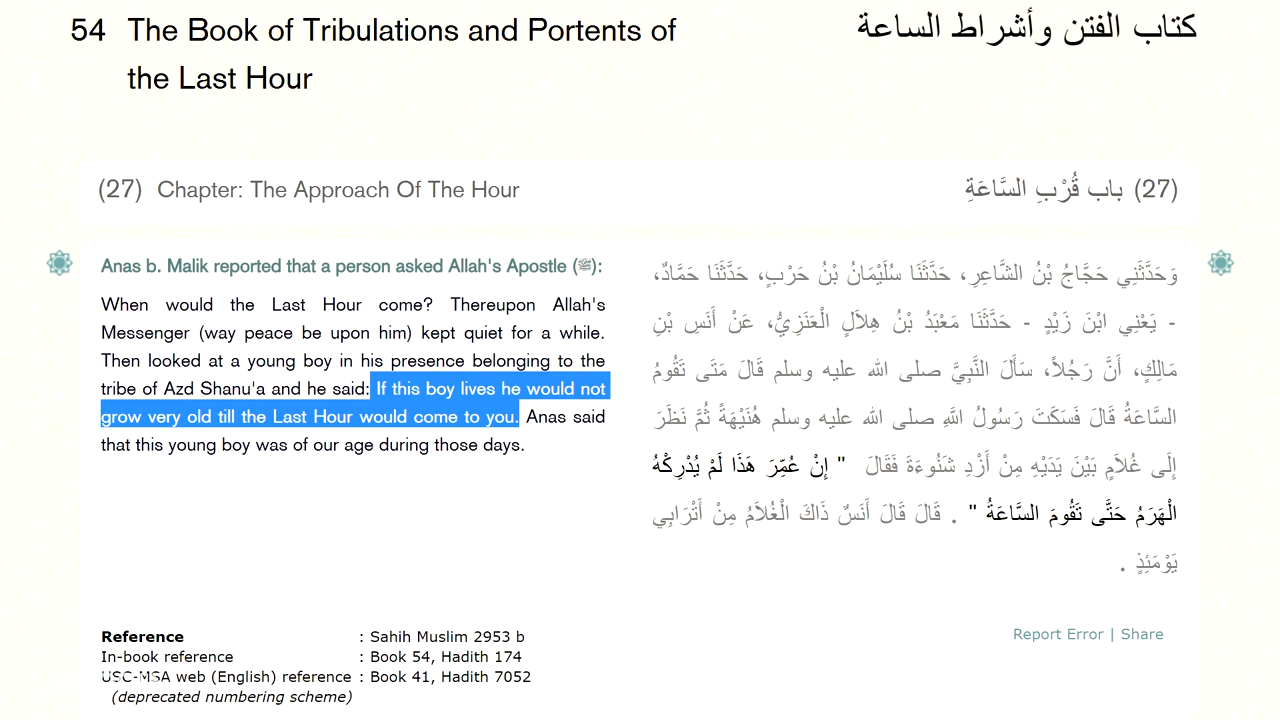 54 The Book of Tribulations and Portents of
the Last Hour
كتاب الفتن وأشراط الساعة
(27) Chapter: The Approach Of The Hour
(27) باب قُرْبِ السَّاعَةِ
Anas b. Malik reported that a person asked Allah's Apostle (ﷺ):
When would the Last Hour come? Thereupon Allah's
Messenger (way peace be upon him) kept quiet for a while.
Then looked at a young boy in his presence belonging to the
tribe of Azd Shanu'a and he said: If this boy lives he would not
grow very old till the Last Hour would come to you. Anas said
that this young boy was of our age during those days.
وَحَدَّثَنِي حَجَّاجُ بْنُ الشَّاعِرِ، حَدَّثَنَا سُلَيْمَانُ بْنُ حَرْبٍ، حَدَّثَنَا حَمَّادٌ،
- يَعْنِي ابْنَ زَيْدٍ - حَدَّثَنَا مَعْبَدُ بْنُ هِلاَلٍ الْعَنَزِيُّ، عَنْ أَنَسِ بْنِ
مَالِكٍ، أَنَّ رَجُلاً، سَأَلَ النَّبِيَّ صلى الله عليه وسلم قَالَ مَتَى تَقُومُ
السَّاعَةُ قَالَ فَسَكَتَ رَسُولُ اللَّهِ صلى الله عليه وسلم هُنَيْهَةً ثُمَّ نَظَرَ
إِلَى غُلاَمٍ بَيْنَ يَدَيْهِ مِنْ أَزْدِ شَنُوءَةَ فَقَالَ ‏ "‏ إِنْ عُمِّرَ هَذَا لَمْ يُدْرِكْهُ
الْهَرَمُ حَتَّى تَقُومَ السَّاعَةُ ‏"‏ ‏.‏ قَالَ قَالَ أَنَسٌ ذَاكَ الْغُلاَمُ مِنْ أَتْرَابِي
يَوْمَئِذٍ ‏.‏
Reference : Sahih Muslim 2953 b
In-book reference : Book 54, Hadith 174
USC-MSA web (English) reference : Book 41, Hadith 7052
(deprecated numbering scheme)
Report Error | Share